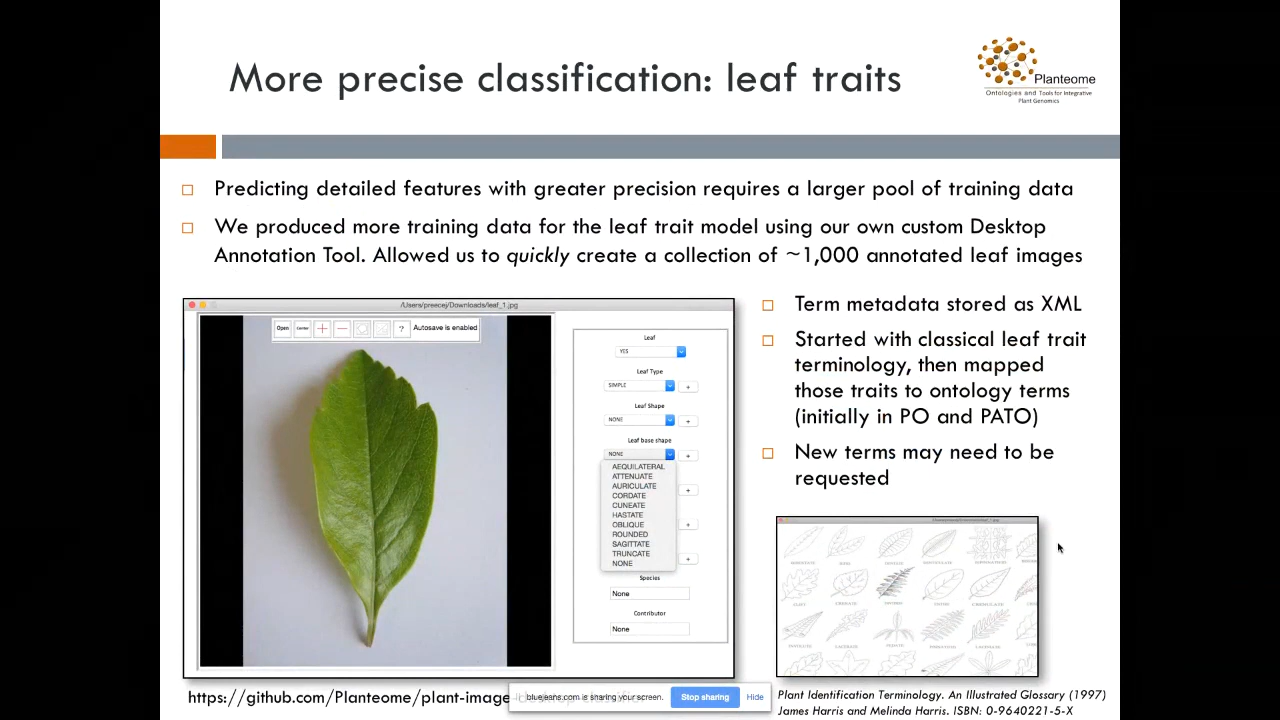 More precise classification: leaf traits
Planteome
Ontologies and Tools for Integrative
Plant Genomics
Predicting detailed features with greater precision requires a larger pool of training data
We produced more training data for the leaf trait model using our own custom Desktop
Annotation Tool. Allowed us to quickly create a collection of ~1,000 annotated leaf images
/Users/preecej/Downloads/leaf_1.jpg
Open
Center
?
Autosave is enabled
Leaf
YES
Leaf Type
SIMPLE
+
Leaf Shape
NONE
+
Leaf base shape
NONE
+
AEQUILATERAL
ATTENUATE
AURICULATE
CORDATE
CUNEATE
HASTATE
OBLIQUE
ROUNDED
SAGITTATE
TRUNCATE
NONE
+
+
+
Species
None
Contributor
None
Term metadata stored as XML
Started with classical leaf trait
terminology, then mapped
those traits to ontology terms
(initially in PO and PATO)
New terms may need to be
requested
https://github.com/Planteome/plant-image-
bluejeans.com is sharing your screen.
Stop sharing
Hide
Plant Identification Terminology. An Illustrated Glossary (1997)
James Harris and Melinda Harris. ISBN: 0-9640221-5-X